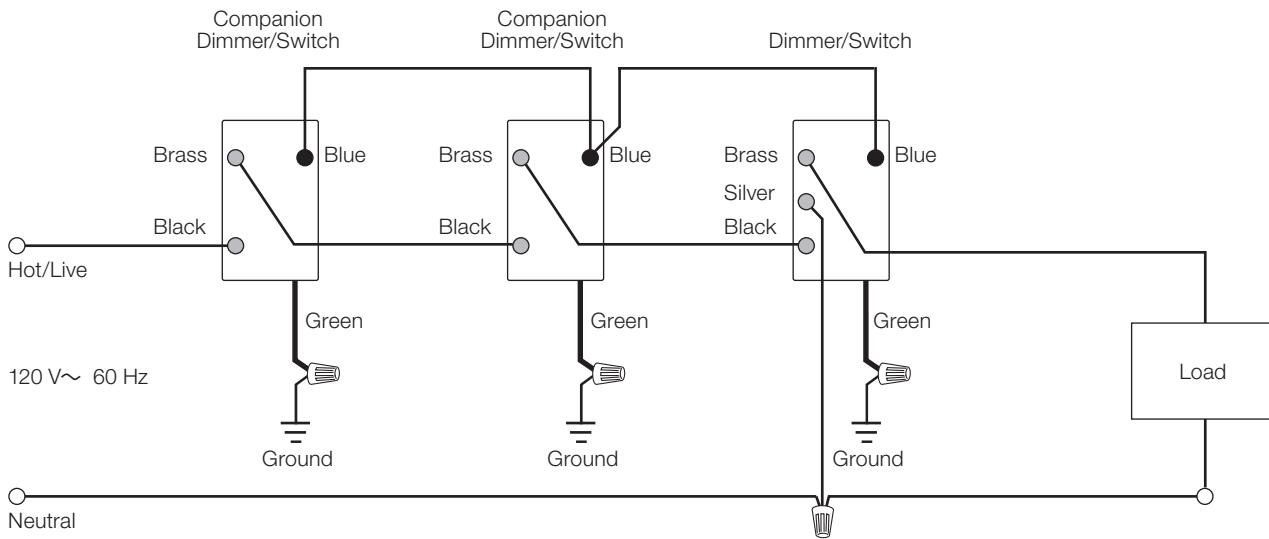 Companion
Dimmer/Switch
Companion
Dimmer/Switch
Dimmer/Switch
Brass
Blue
Brass
Blue
Brass
Blue
Silver
Black
Black
Black
Hot/Live
Green
Green
Green
120 V~ 60 Hz
Load
Ground
Ground
Ground
Neutral